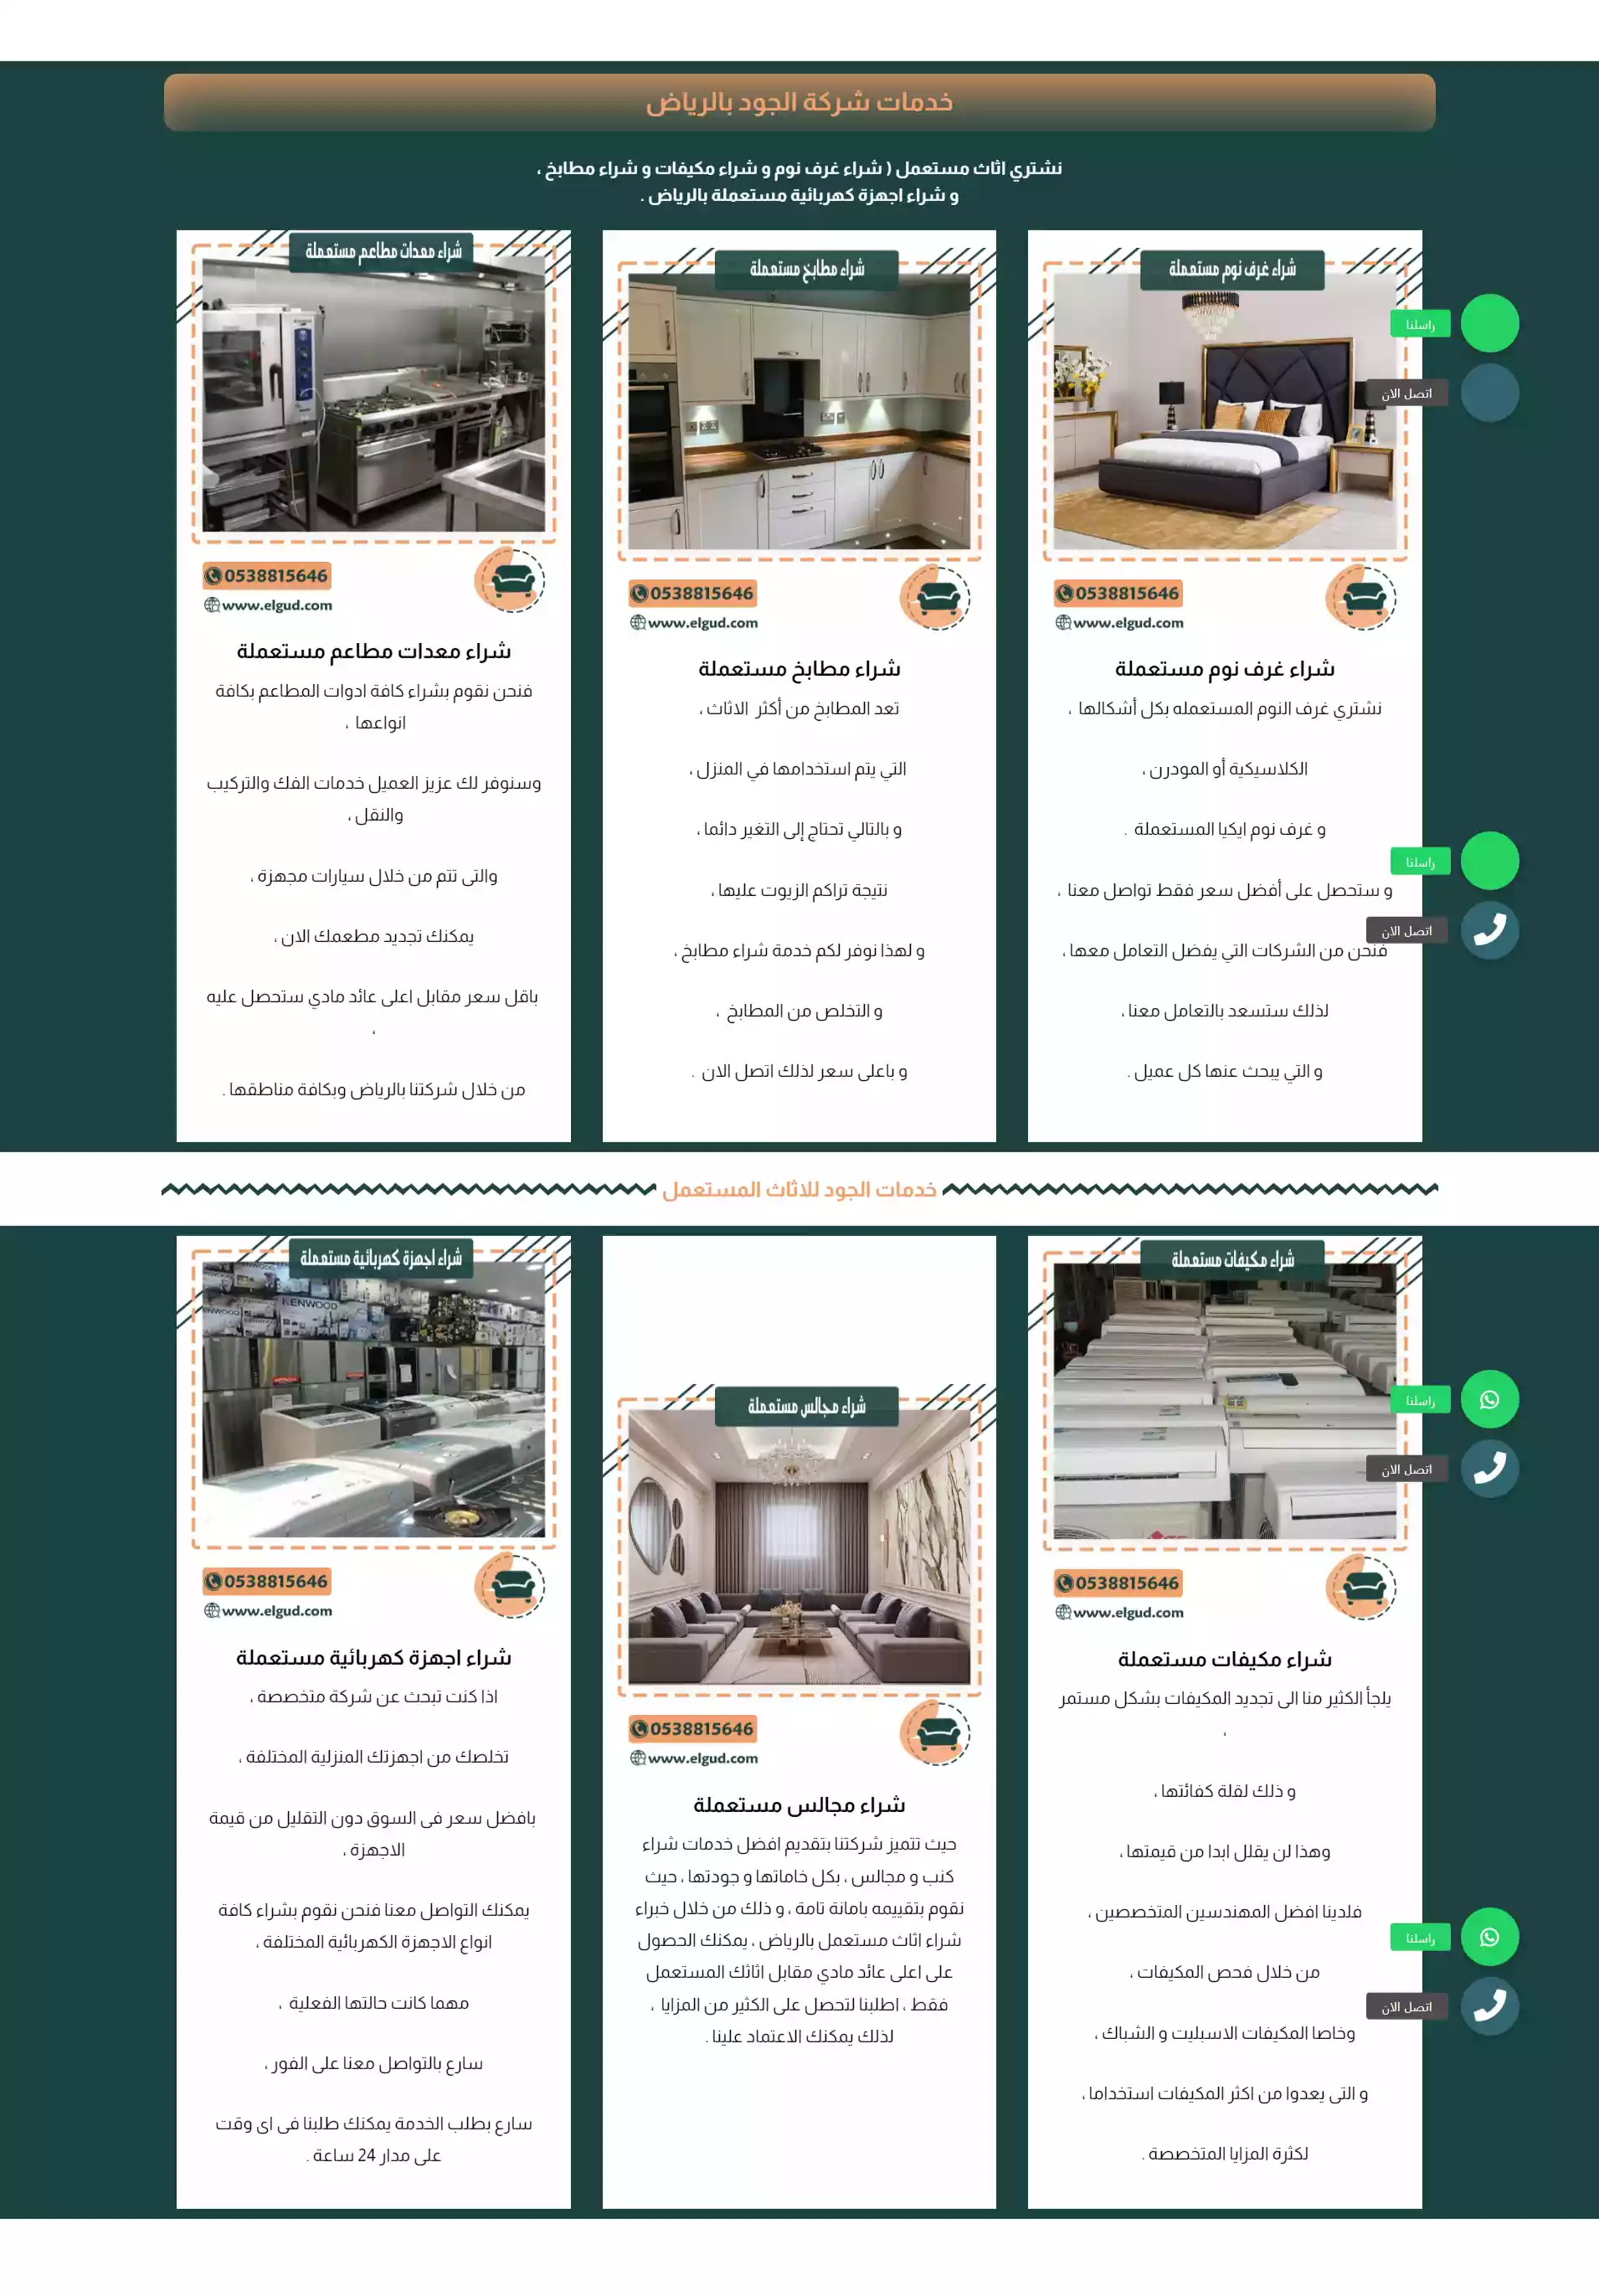 خدمات شركة الجود بالرياض
نشتري اثاث مستعمل ( شراء غرف نوم و شراء مكيفات و شراء مطابخ ،
و شراء اجهزة كهربائية مستعملة بالرياض .
شراء غرف نوم مستعملة
0538815646
www.elgud.com
شراء غرف نوم مستعملة
نشتري غرف النوم المستعمله بكل أشكالها ،
الكلاسيكية أو المودرن ،
و غرف نوم ايكيا المستعملة .
و ستحصل على أفضل سعر فقط تواصل معنا ،
فنحن من الشركات التي يفضل التعامل معها ،
لذلك ستسعد بالتعامل معنا ،
و التي يبحث عنها كل عميل .
شراء مطابخ مستعملة
0538815646
www.elgud.com
شراء مطابخ مستعملة
تعد المطابخ من أكثر الاثاث ،
التي يتم استخدامها في المنزل ،
و بالتالي تحتاج إلى التغير دائما ،
نتيجة تراكم الزيوت عليها ،
و لهذا نوفر لكم خدمة شراء مطابخ ،
و التخلص من المطابخ ،
و باعلى سعر لذلك اتصل الان .
شراء معدات مطاعم مستعملة
0538815646
www.elgud.com
شراء معدات مطاعم مستعملة
فنحن نقوم بشراء كافة ادوات المطاعم بكافة
انواعها ،
وسنوفر لك عزيز العميل خدمات الفك والتركيب
والنقل ،
والتى تتم من خلال سيارات مجهزة ،
يمكنك تجديد مطعمك الان ،
باقل سعر مقابل اعلى عائد مادي ستحصل عليه
،
من خلال شركتنا بالرياض وبكافة مناطقها .
راسلنا
اتصل الان
راسلنا
اتصل الان
خدمات الجود للاثاث المستعمل
شراء مكيفات مستعملة
0538815646
www.elgud.com
شراء مكيفات مستعملة
يلجأ الكثير منا الى تجديد المكيفات بشكل مستمر
،
و ذلك لقلة كفائتها ،
وهذا لن يقلل ابدا من قيمتها ،
فلدينا افضل المهندسين المتخصصين ،
من خلال فحص المكيفات ،
وخاصا المكيفات الاسبليت و الشباك ،
و التى يعدوا من اكثر المكيفات استخداما ،
لكثرة المزايا المتخصصة .
شراء مجالس مستعملة
0538815646
www.elgud.com
شراء مجالس مستعملة
حيث تتميز شركتنا بتقديم افضل خدمات شراء
كنب و مجالس ، بكل خاماتها و جودتها ، حيث
نقوم بتقييمه بامانة تامة ، و ذلك من خلال خبراء
شراء اثاث مستعمل بالرياض ، يمكنك الحصول
على اعلى عائد مادي مقابل اثاثك المستعمل
فقط ، اطلبنا لتحصل على الكثير من المزايا ،
لذلك يمكنك الاعتماد علينا .
شراء اجهزة كهربائية مستعملة
KENWOOD
KENWOOD
HITACHI
0538815646
www.elgud.com
شراء اجهزة كهربائية مستعملة
اذا كنت تبحث عن شركة متخصصة ،
تخلصك من اجهزتك المنزلية المختلفة ،
بافضل سعر فى السوق دون التقليل من قيمة
الاجهزة ،
يمكنك التواصل معنا فنحن نقوم بشراء كافة
انواع الاجهزة الكهربائية المختلفة ،
مهما كانت حالتها الفعلية ،
سارع بالتواصل معنا على الفور ،
سارع بطلب الخدمة يمكنك طلبنا فى اى وقت
على مدار 24 ساعة .
راسلنا
اتصل الان
راسلنا
اتصل الان